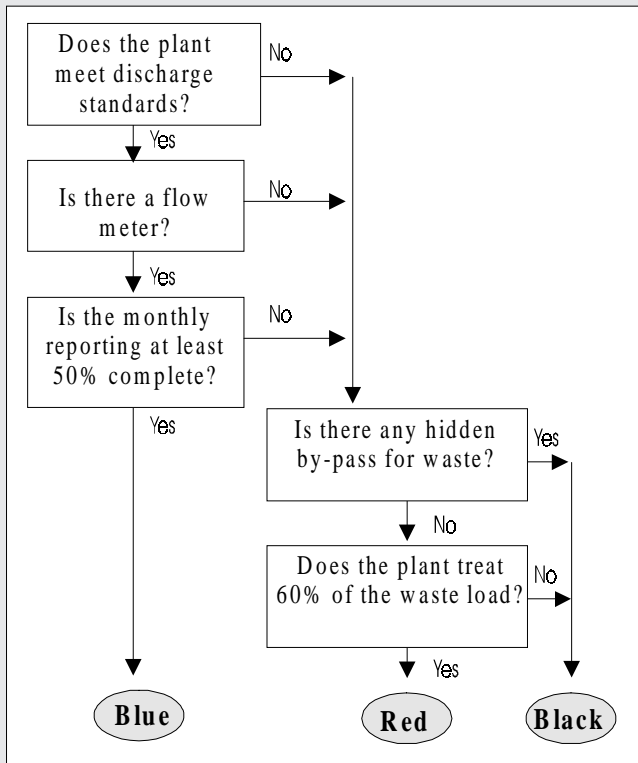 Does the plant
meet discharge
standards?
No
Yes
Is there a flow
meter?
No
Yes
Is the monthly
reporting at least
50% complete?
No
Yes
Is there any hidden
by-pass for waste?
Yes
No
Does the plant treat
60% of the waste load?
No
Yes
Blue
Red
Black